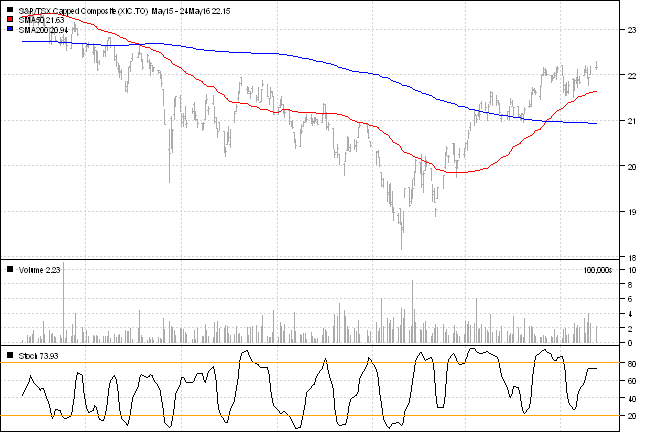 S&P/TSX Capped Composite (XIC.TO) May15 - 24May16 22.15
SMA50 21.63
SMA200 20.94
23
22
21
20
19
18
Volume 2.23
100,000s
10
8
6
4
2
0
Stoch 73.93
80
60
40
20